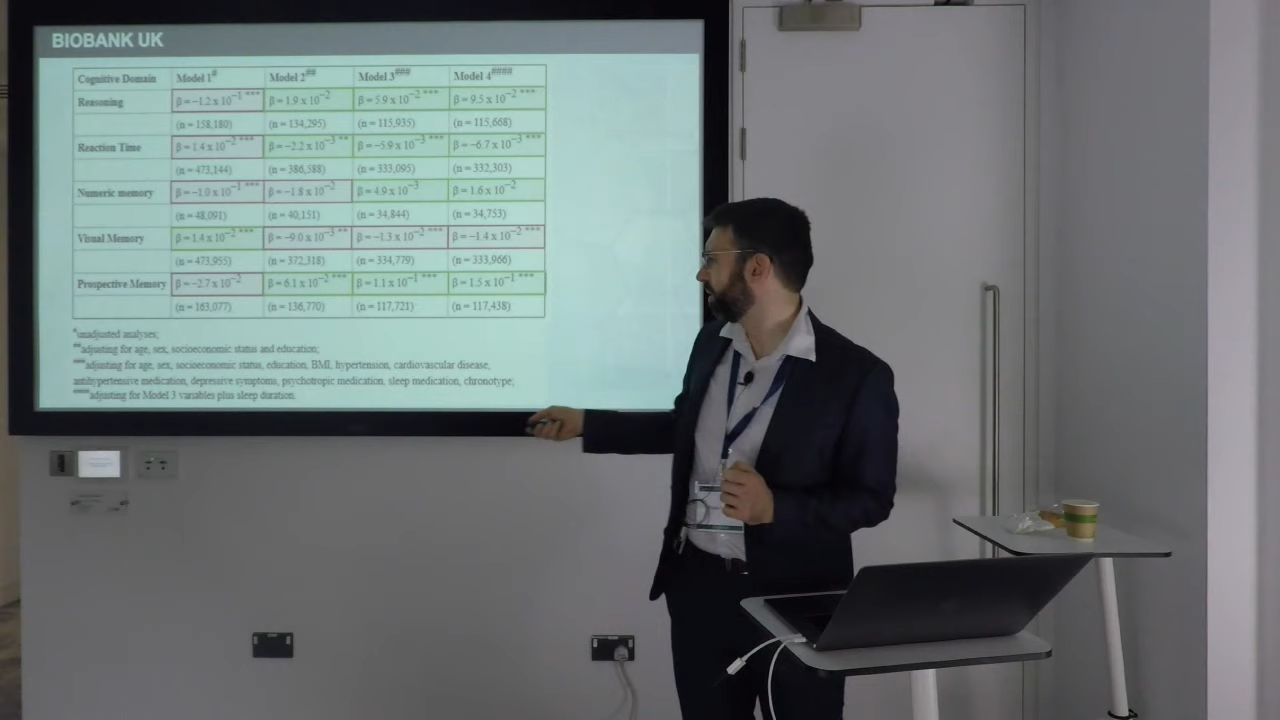 BIOBANK UK
Cognitive Domain Model 1# Model 2## Model 3### Model 4####
Reasoning β = −1.2 x 10−1 *** β = 1.9 x 10−2 β = 5.9 x 10−2 *** β = 9.5 x 10−2 ***
(n = 158,180) (n = 134,295) (n = 115,935) (n = 115,668)
Reaction Time β = 1.4 x 10−2 *** β = −2.2 x 10−3 ** β = −5.9 x 10−3 *** β = −6.7 x 10−3 ***
(n = 473,144) (n = 386,588) (n = 333,095) (n = 332,303)
Numeric memory β = −1.0 x 10−1 *** β = −1.8 x 10−2 β = 4.9 x 10−3 β = 1.6 x 10−2
(n = 48,091) (n = 40,151) (n = 34,844) (n = 34,753)
Visual Memory β = 1.4 x 10−2 *** β = −9.0 x 10−3 ** β = −1.3 x 10−2 *** β = −1.4 x 10−2 ***
(n = 473,955) (n = 372,318) (n = 334,779) (n = 333,966)
Prospective Memory β = −2.7 x 10−2 β = 6.1 x 10−2 *** β = 1.1 x 10−1 *** β = 1.5 x 10−1 ***
(n = 163,077) (n = 136,770) (n = 117,721) (n = 117,438)
#unadjusted analyses;
##adjusting for age, sex, socioeconomic status and education;
###adjusting for age, sex, socioeconomic status, education, BMI, hypertension, cardiovascular disease,
antihypertensive medication, depressive symptoms, psychotropic medication, sleep medication, chronotype;
####adjusting for Model 3 variables plus sleep duration.